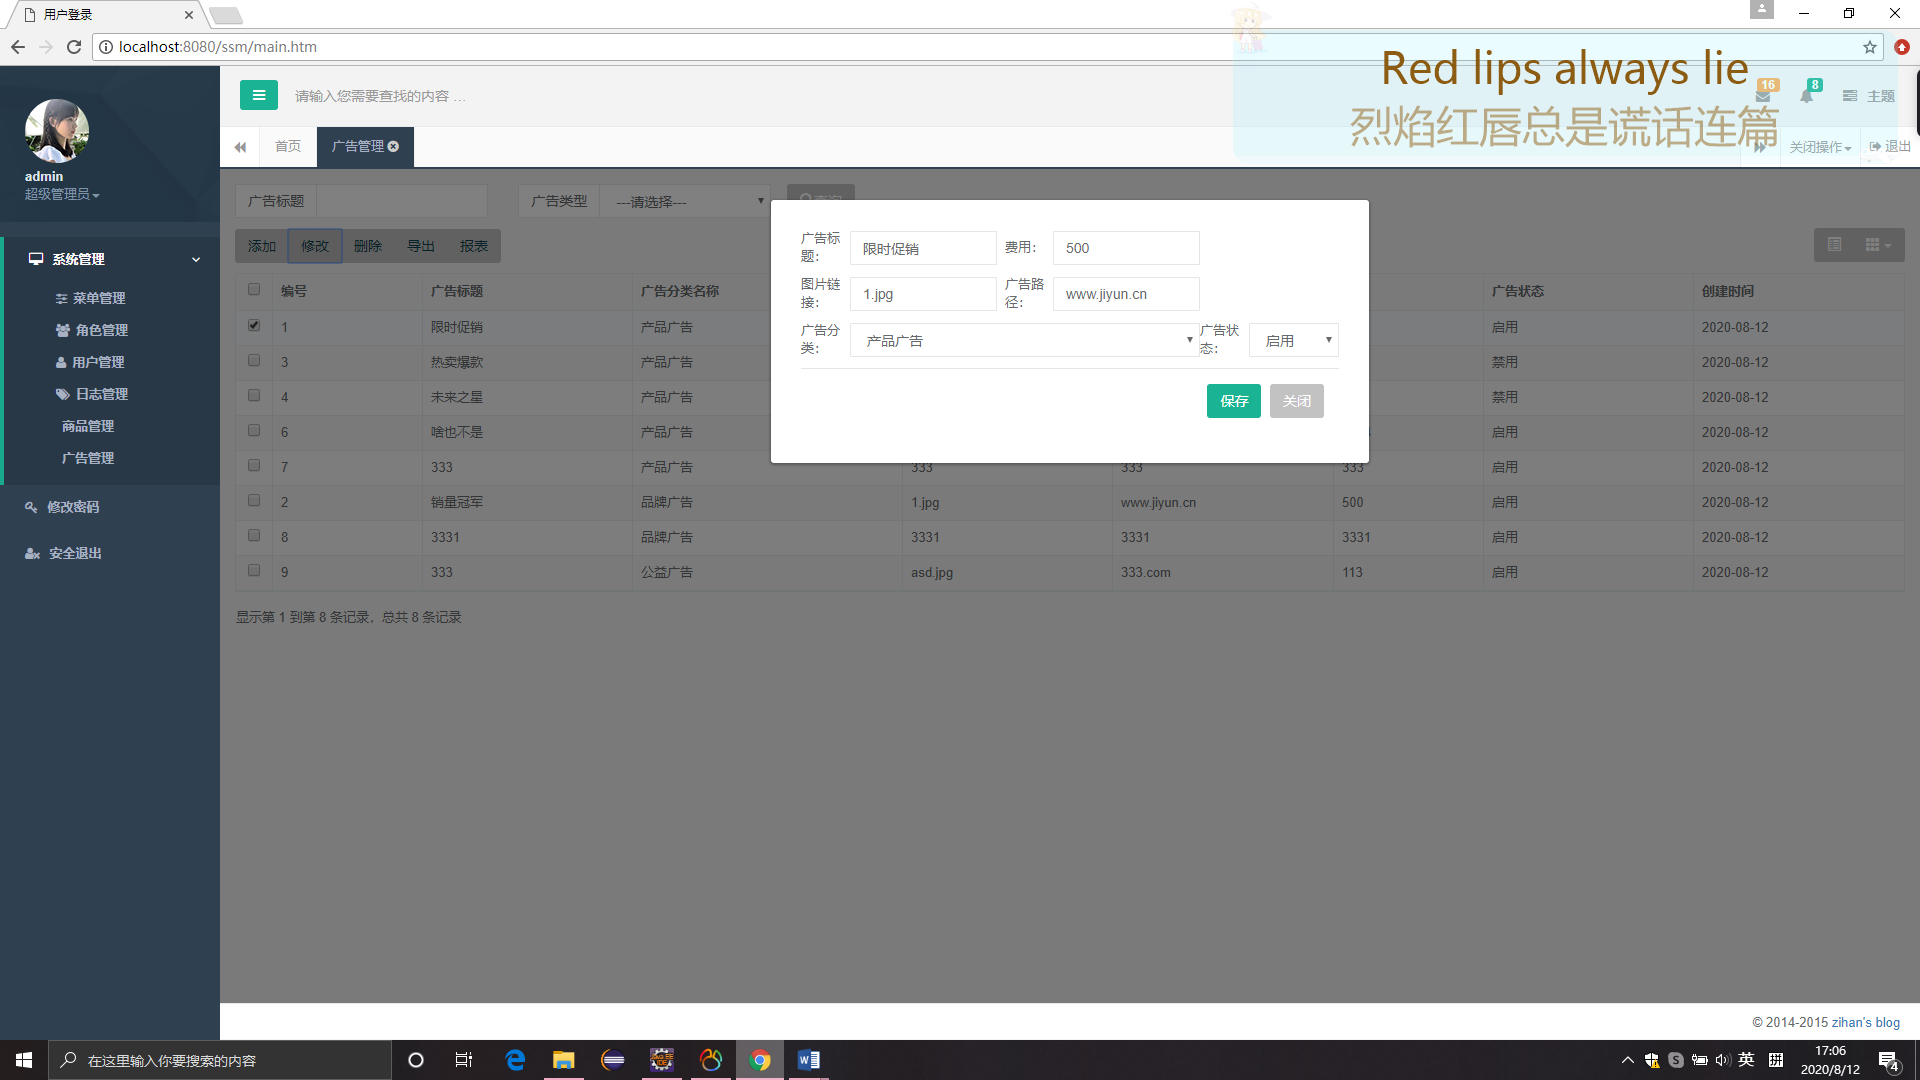 用户登录
localhost:8080/ssm/main.htm
Red lips always lie
烈焰红唇总是谎话连篇
请输入您需要查找的内容 …
16
8
主题
首页
广告管理
关闭操作
退出
admin
超级管理员
系统管理
菜单管理
角色管理
用户管理
日志管理
商品管理
广告管理
修改密码
安全退出
广告标题
广告类型 ---请选择---
添加 修改 删除 导出 报表
广告标题: 限时促销 费用: 500
图片链接: 1.jpg 广告路径: www.jiyun.cn
广告分类: 产品广告 广告状态: 启用
保存 关闭
编号 广告标题 广告分类名称 广告状态 创建时间
1 限时促销 产品广告 启用 2020-08-12
3 热卖爆款 产品广告 禁用 2020-08-12
4 未来之星 产品广告 禁用 2020-08-12
6 啥也不是 产品广告 启用 2020-08-12
7 333 产品广告 333 333 333 启用 2020-08-12
2 销量冠军 品牌广告 1.jpg www.jiyun.cn 500 启用 2020-08-12
8 3331 品牌广告 3331 3331 3331 启用 2020-08-12
9 333 公益广告 asd.jpg 333.com 113 启用 2020-08-12
显示第 1 到第 8 条记录，总共 8 条记录
© 2014-2015 zihan's blog
在这里输入你要搜索的内容
英
拼
17:06
2020/8/12
4